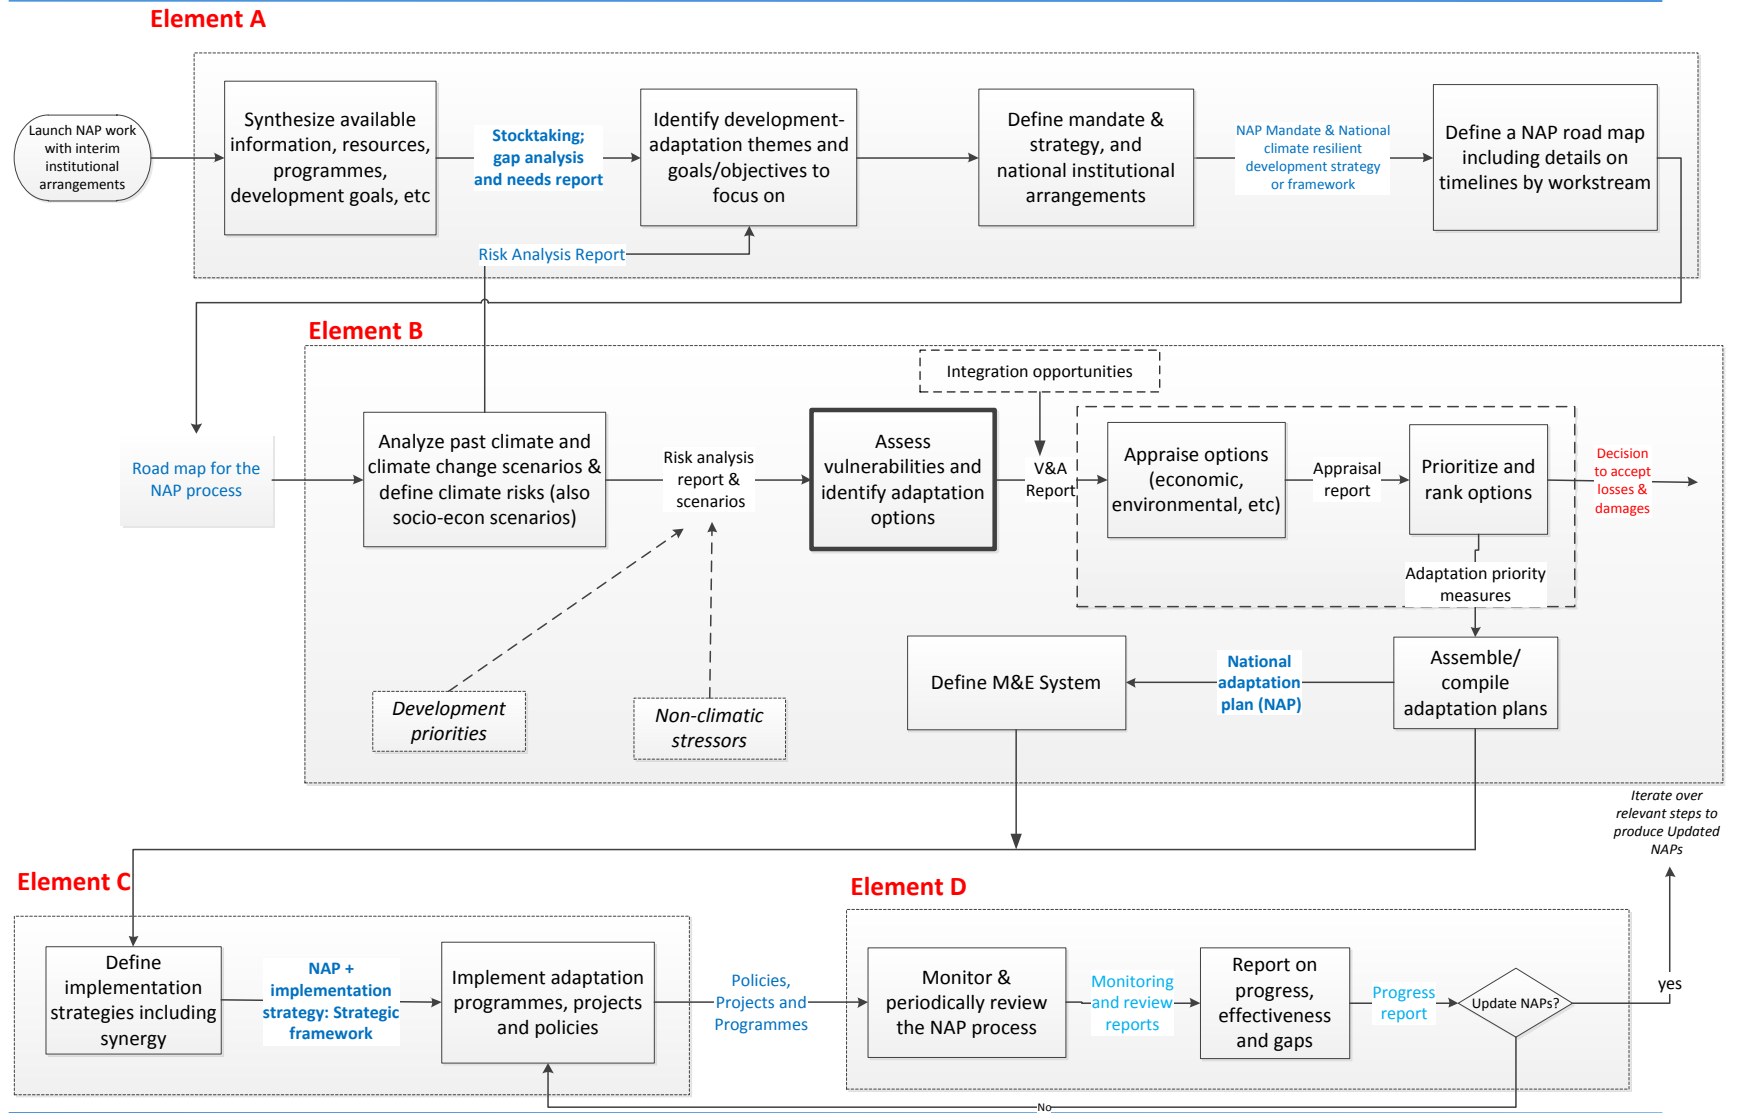 Element A
Launch NAP work
with interim
institutional
arrangements
Synthesize available
information, resources,
programmes,
development goals, etc
Stocktaking;
gap analysis
and needs report
Identify development-
adaptation themes and
goals/objectives to
focus on
Define mandate &
strategy, and
national institutional
arrangements
NAP Mandate & National
climate resilient
development strategy
or framework
Define a NAP road map
including details on
timelines by workstream
Risk Analysis Report
Element B
Integration opportunities
Road map for the
NAP process
Analyze past climate and
climate change scenarios &
define climate risks (also
socio-econ scenarios)
Risk analysis
report &
scenarios
Assess
vulnerabilities and
identify adaptation
options
V&A
Report
Appraise options
(economic,
environmental, etc)
Appraisal
report
Prioritize and
rank options
Decision
to accept
losses &
damages
Adaptation priority
measures
Development
priorities
Non-climatic
stressors
Define M&E System
National
adaptation
plan (NAP)
Assemble/
compile
adaptation plans
Iterate over
relevant steps to
produce Updated
NAPs
Element C
Define
implementation
strategies including
synergy
NAP +
implementation
strategy: Strategic
framework
Implement adaptation
programmes, projects
and policies
Policies,
Projects and
Programmes
Element D
Monitor &
periodically review
the NAP process
Monitoring
and review
reports
Report on
progress,
effectiveness
and gaps
Progress
report
Update NAPs?
yes
No